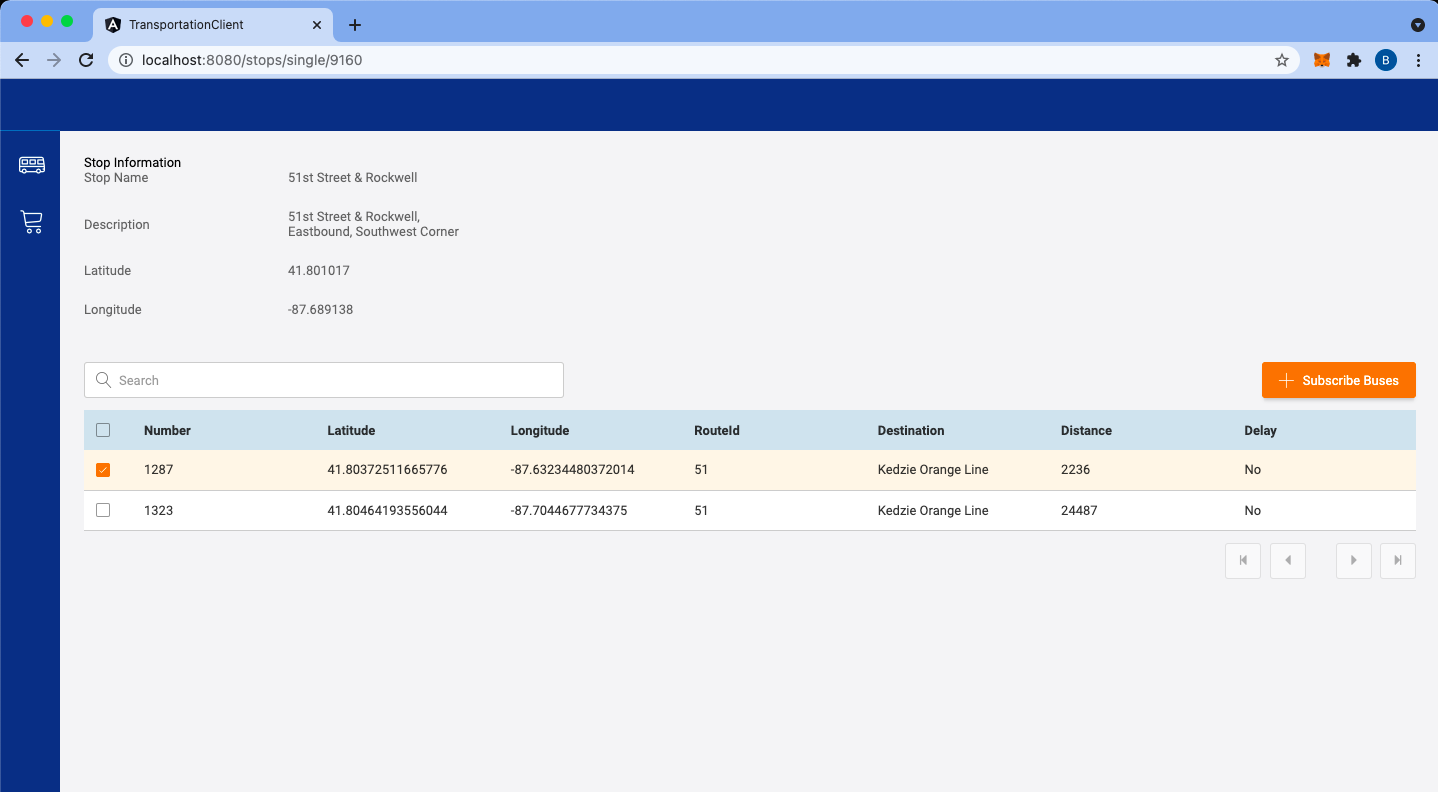 TransportationClient
localhost:8080/stops/single/9160
B
Stop Information
Stop Name 51st Street & Rockwell
Description 51st Street & Rockwell,
Eastbound, Southwest Corner
Latitude 41.801017
Longitude -87.689138
Search
Subscribe Buses
Number Latitude Longitude RouteId Destination Distance Delay
1287 41.80372511665776 -87.63234480372014 51 Kedzie Orange Line 2236 No
1323 41.80464193556044 -87.7044677734375 51 Kedzie Orange Line 24487 No